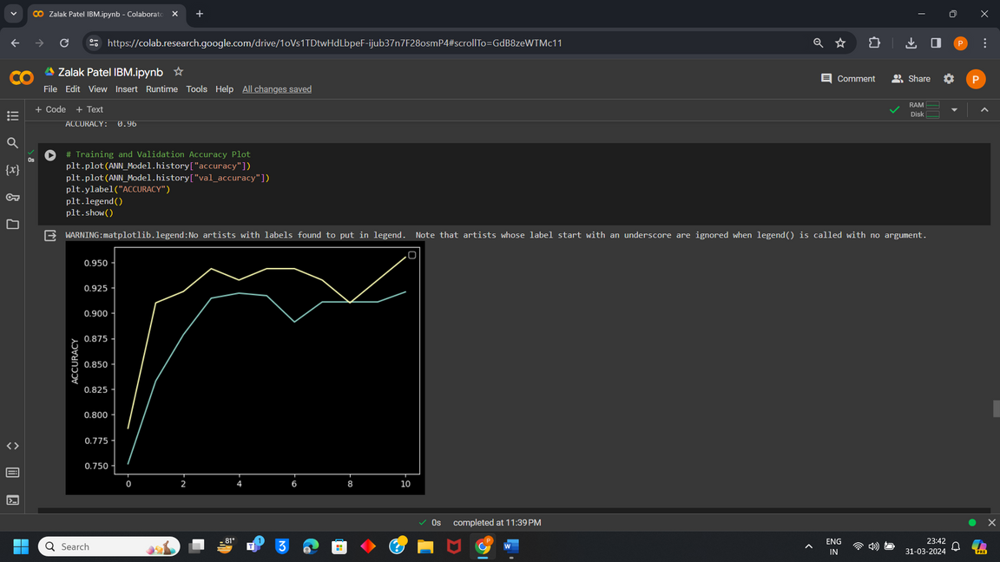 Zalak Patel IBM.ipynb - Colaborato
https://colab.research.google.com/drive/1oVs1TDtwHdLbpeF-ijub37n7F28osmP4#scrollTo=GdB8zeWTMc11
P
CO
Zalak Patel IBM.ipynb
File Edit View Insert Runtime Tools Help All changes saved
Comment Share P
+ Code + Text
RAM
Disk
ACCURACY: 0.96
{x}
0s
# Training and Validation Accuracy Plot
plt.plot(ANN_Model.history["accuracy"])
plt.plot(ANN_Model.history["val_accuracy"])
plt.ylabel("ACCURACY")
plt.legend()
plt.show()
WARNING:matplotlib.legend:No artists with labels found to put in legend. Note that artists whose label start with an underscore are ignored when legend() is called with no argument.
0.950
0.925
0.900
0.875
0.850
0.825
0.800
0.775
0.750
ACCURACY
0 2 4 6 8 10
0s completed at 11:39 PM
Search
81°
1
ENG
IN
23:42
31-03-2024
PRE